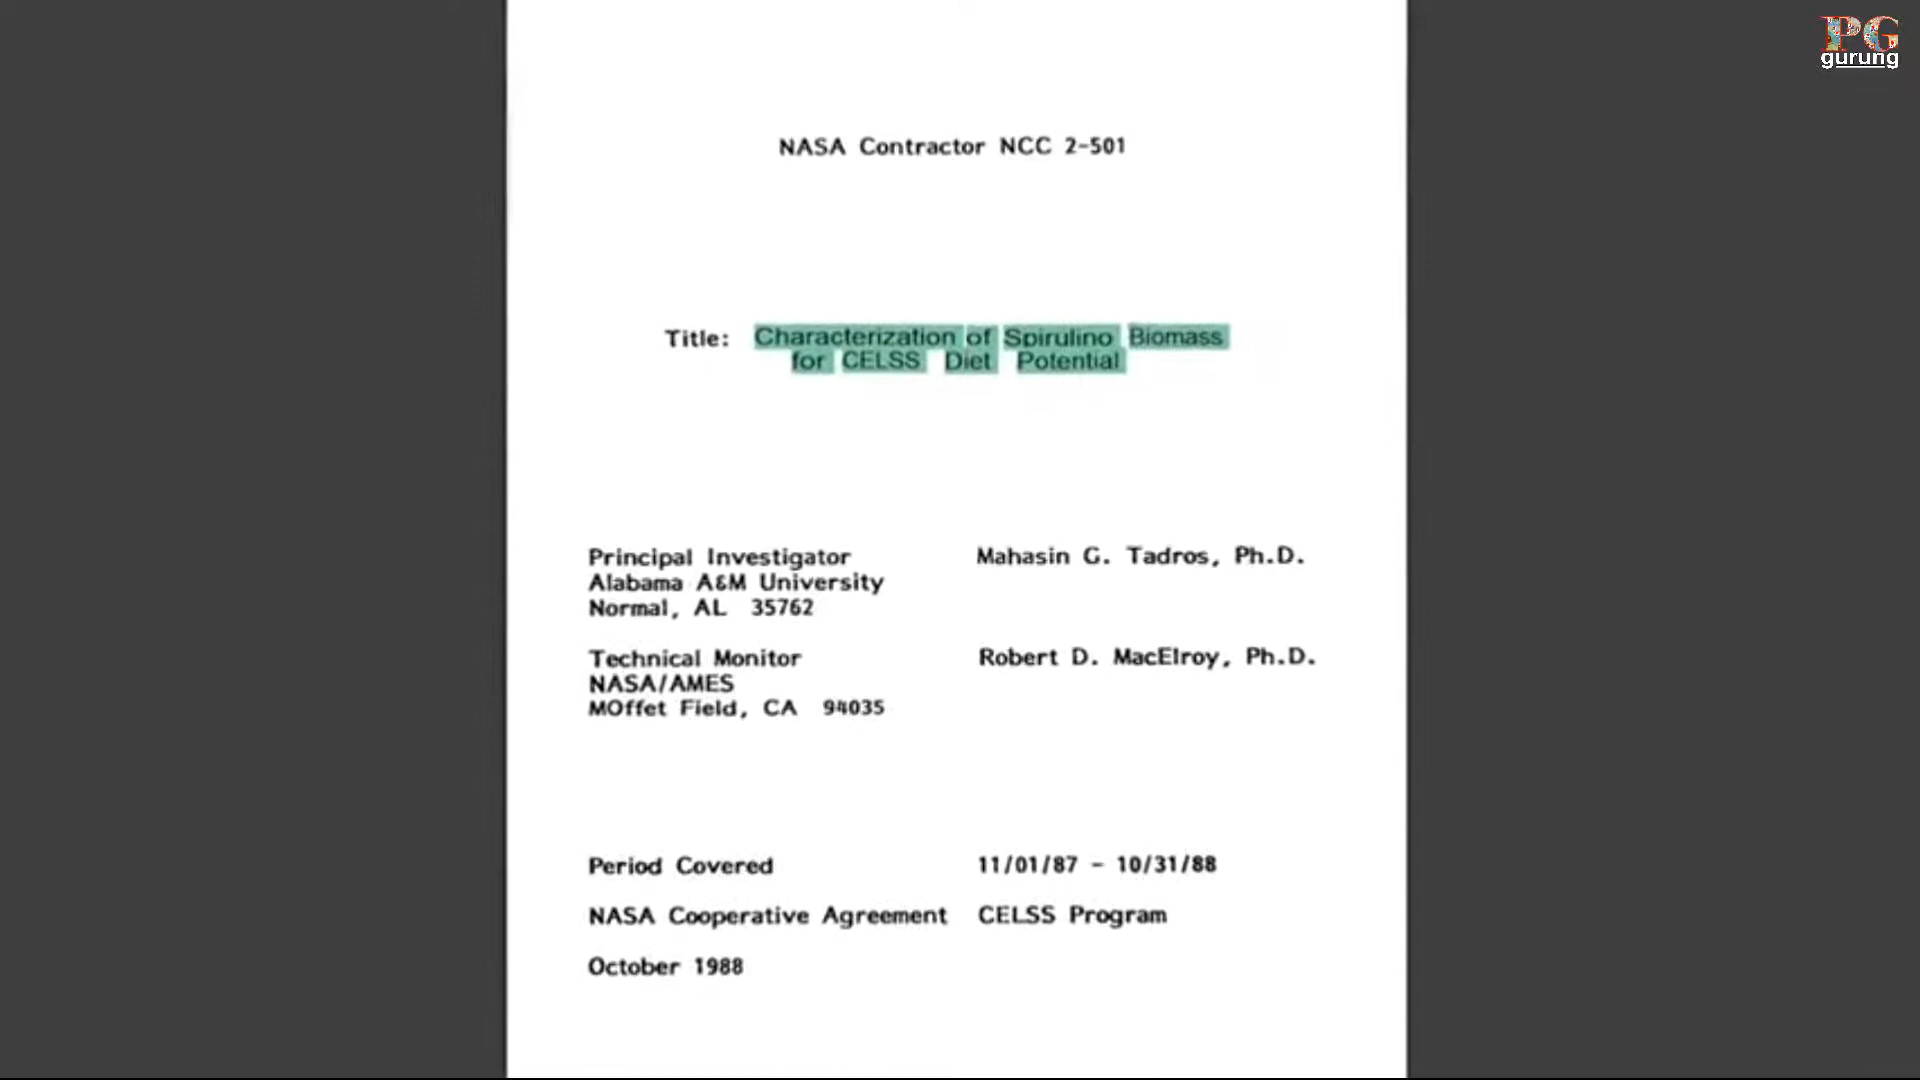 PG
gurung
NASA Contractor NCC 2-501
Title: Characterization of Spirulino Biomass
for CELSS Diet Potential
Principal Investigator Mahasin G. Tadros, Ph.D.
Alabama A&M University
Normal, AL 35762
Technical Monitor Robert D. MacElroy, Ph.D.
NASA/AMES
MOffet Field, CA 94035
Period Covered 11/01/87 - 10/31/88
NASA Cooperative Agreement CELSS Program
October 1988